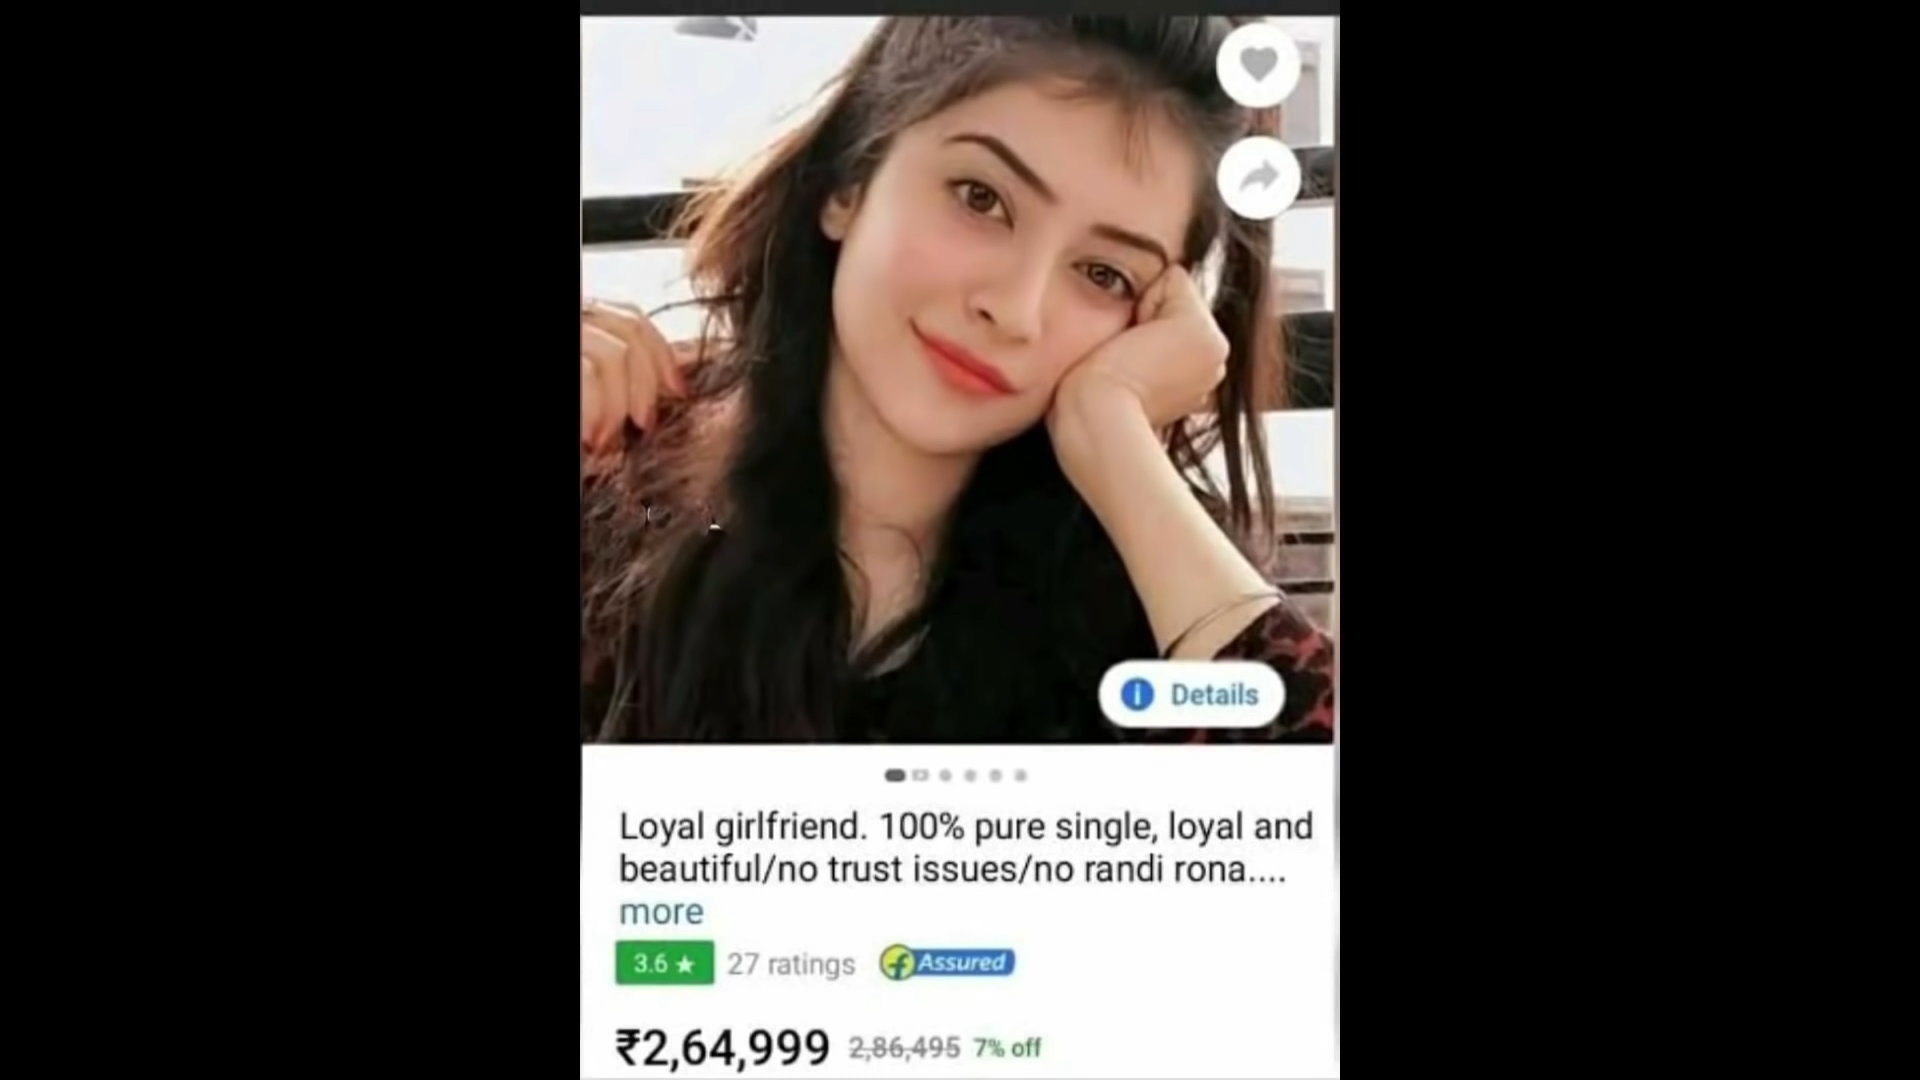 Details
Loyal girlfriend. 100% pure single, loyal and
beautiful/no trust issues/no randi rona....
more
3.6 ★ 27 ratings Assured
₹2,64,999 2,86,495 7% off